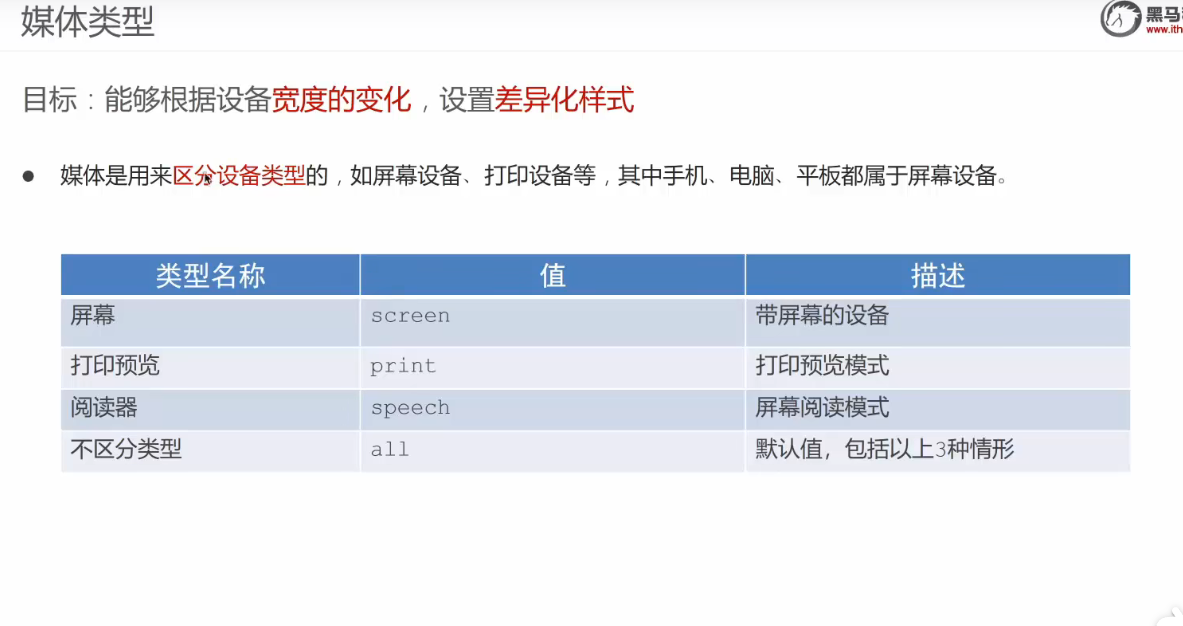 媒体类型
黑马
www.ith
目标：能够根据设备宽度的变化，设置差异化样式
● 媒体是用来区分设备类型的，如屏幕设备、打印设备等，其中手机、电脑、平板都属于屏幕设备。
类型名称 值 描述
屏幕 screen 带屏幕的设备
打印预览 print 打印预览模式
阅读器 speech 屏幕阅读模式
不区分类型 all 默认值，包括以上3种情形